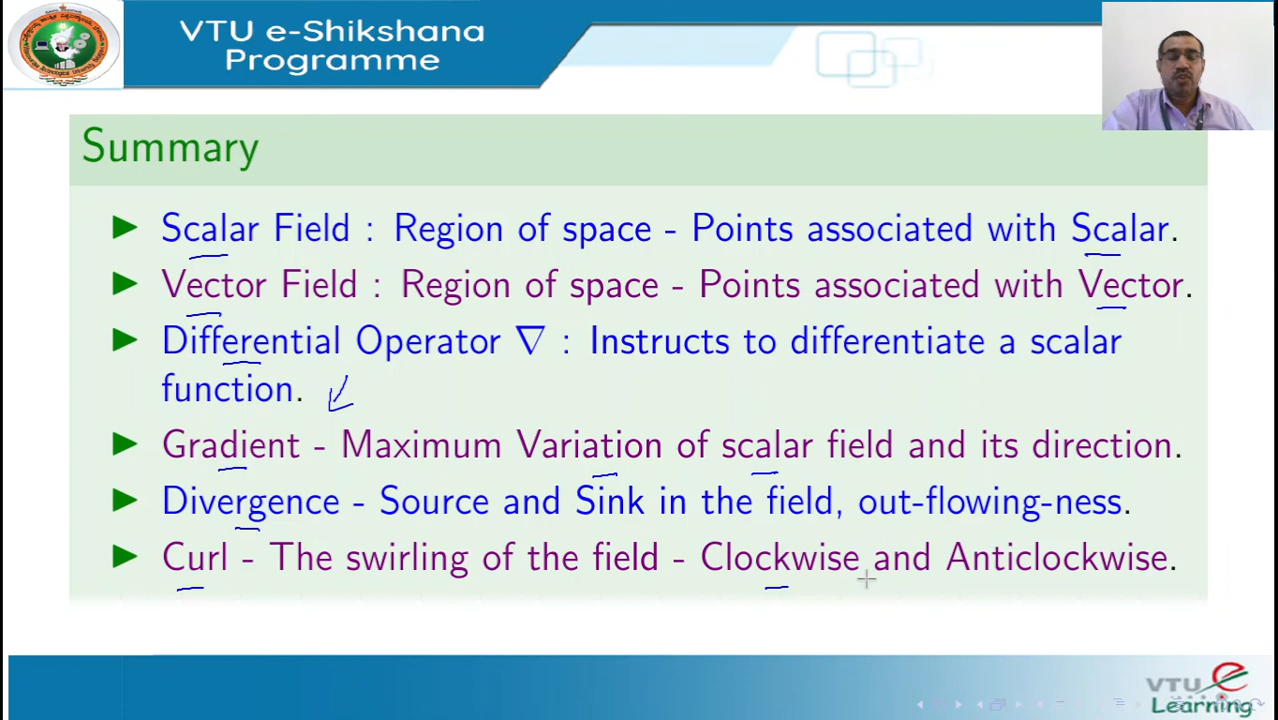 VTU e-Shikshana
Programme
Summary
Scalar Field : Region of space - Points associated with Scalar.
Vector Field : Region of space - Points associated with Vector.
Differential Operator ∇ : Instructs to differentiate a scalar
function.
Gradient - Maximum Variation of scalar field and its direction.
Divergence - Source and Sink in the field, out-flowing-ness.
Curl - The swirling of the field - Clockwise and Anticlockwise.
VTU
Learning